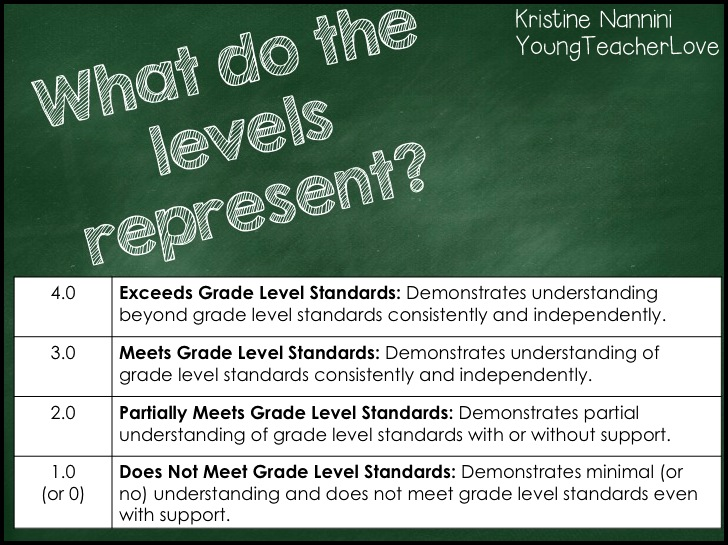 Kristine Nannini
YoungTeacherLove
What do the
levels
represent?
4.0
Exceeds Grade Level Standards: Demonstrates understanding
beyond grade level standards consistently and independently.
3.0
Meets Grade Level Standards: Demonstrates understanding of
grade level standards consistently and independently.
2.0
Partially Meets Grade Level Standards: Demonstrates partial
understanding of grade level standards with or without support.
1.0
(or 0)
Does Not Meet Grade Level Standards: Demonstrates minimal (or
no) understanding and does not meet grade level standards even
with support.